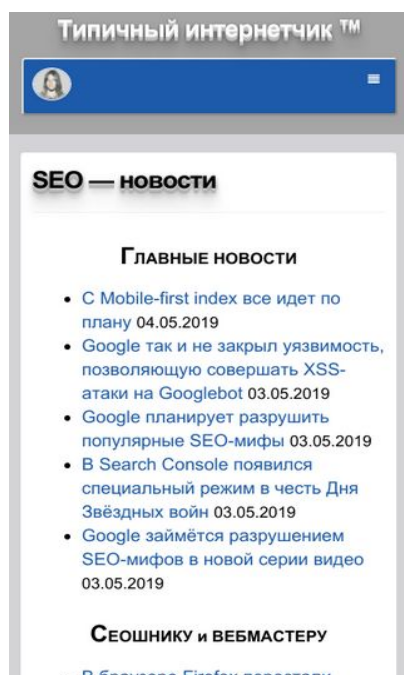 Типичный интернетчик ™
SEO — новости
Главные новости
С Mobile-first index все идет по
плану 04.05.2019
Google так и не закрыл уязвимость,
позволяющую совершать XSS-
атаки на Googlebot 03.05.2019
Google планирует разрушить
популярные SEO-мифы 03.05.2019
В Search Console появился
специальный режим в честь Дня
Звёздных войн 03.05.2019
Google займётся разрушением
SEO-мифов в новой серии видео
03.05.2019
Сеошнику и вебмастеру